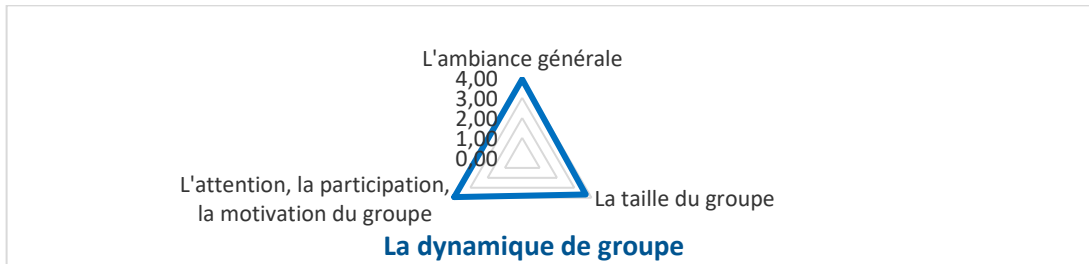 L'ambiance générale
4,00
3,00
2,00
1,00
0,00
L'attention, la participation,
la motivation du groupe
La taille du groupe
La dynamique de groupe